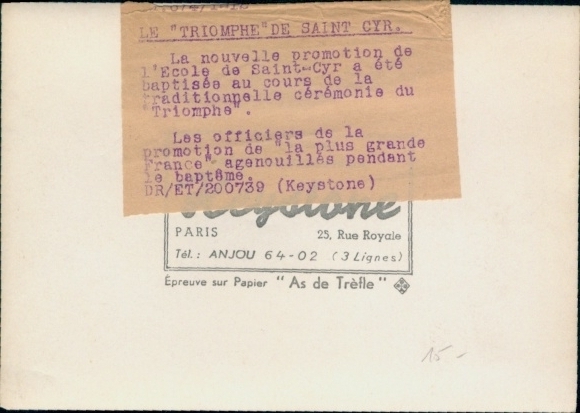 LE "TRIOMPHE" DE SAINT CYR.
La nouvelle promotion de
l'Ecole de Saint-Cyr a été
baptisée au cours de la
traditionnelle cérémonie du
"Triomphe".
Les officiers de la
promotion de "la plus grande
France" agenouillés pendant
le baptême.
DR/ET/200739 (Keystone)
Keystone
PARIS 25, Rue Royale
Tél.: ANJOU 64-02 (3 Lignes)
Épreuve sur Papier "As de Trèfle"
15-